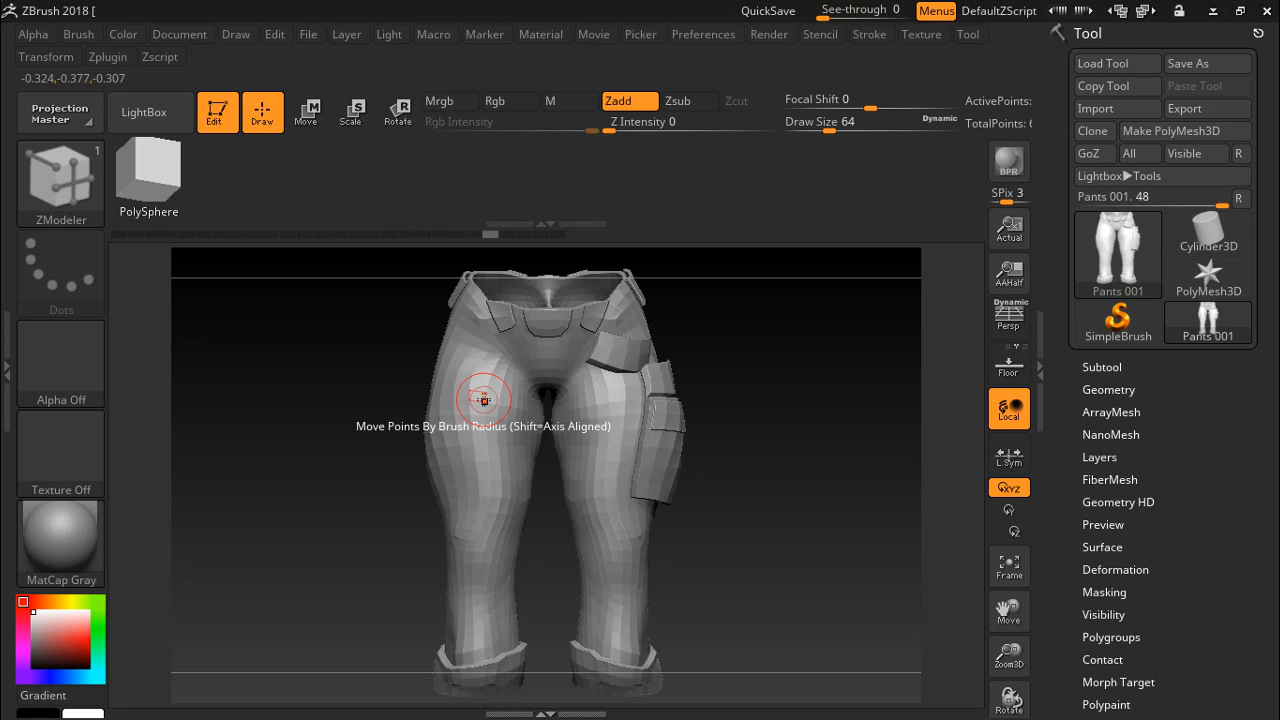 ZBrush 2018 [
QuickSave
See-through 0
Menus
DefaultZScript
Alpha
Brush
Color
Document
Draw
Edit
File
Layer
Light
Macro
Marker
Material
Movie
Picker
Preferences
Render
Stencil
Stroke
Texture
Tool
Transform
Zplugin
Zscript
-0.324,-0.377,-0.307
Projection
Master
LightBox
Edit
Draw
M
Move
Scale
R
Rotate
Mrgb
Rgb
M
Zadd
Zsub
Zcut
Rgb Intensity
Z Intensity 0
Focal Shift 0
Draw Size 64
Dynamic
ActivePoints:
TotalPoints:
1
ZModeler
PolySphere
Dots
Alpha Off
Texture Off
MatCap Gray
Gradient
Move Points By Brush Radius (Shift=Axis Aligned)
BPR
SPix 3
Actual
AAHalf
Dynamic
Persp
Floor
Local
L.Sym
XYZ
Y
Z
Frame
Move
Zoom3D
Rotate
Tool
Load Tool
Save As
Copy Tool
Paste Tool
Import
Export
Clone
Make PolyMesh3D
GoZ
All
Visible
R
Lightbox▶Tools
Pants 001. 48
R
Pants 001
Cylinder3D
PolyMesh3D
SimpleBrush
Pants 001
Subtool
Geometry
ArrayMesh
NanoMesh
Layers
FiberMesh
Geometry HD
Preview
Surface
Deformation
Masking
Visibility
Polygroups
Contact
Morph Target
Polypaint